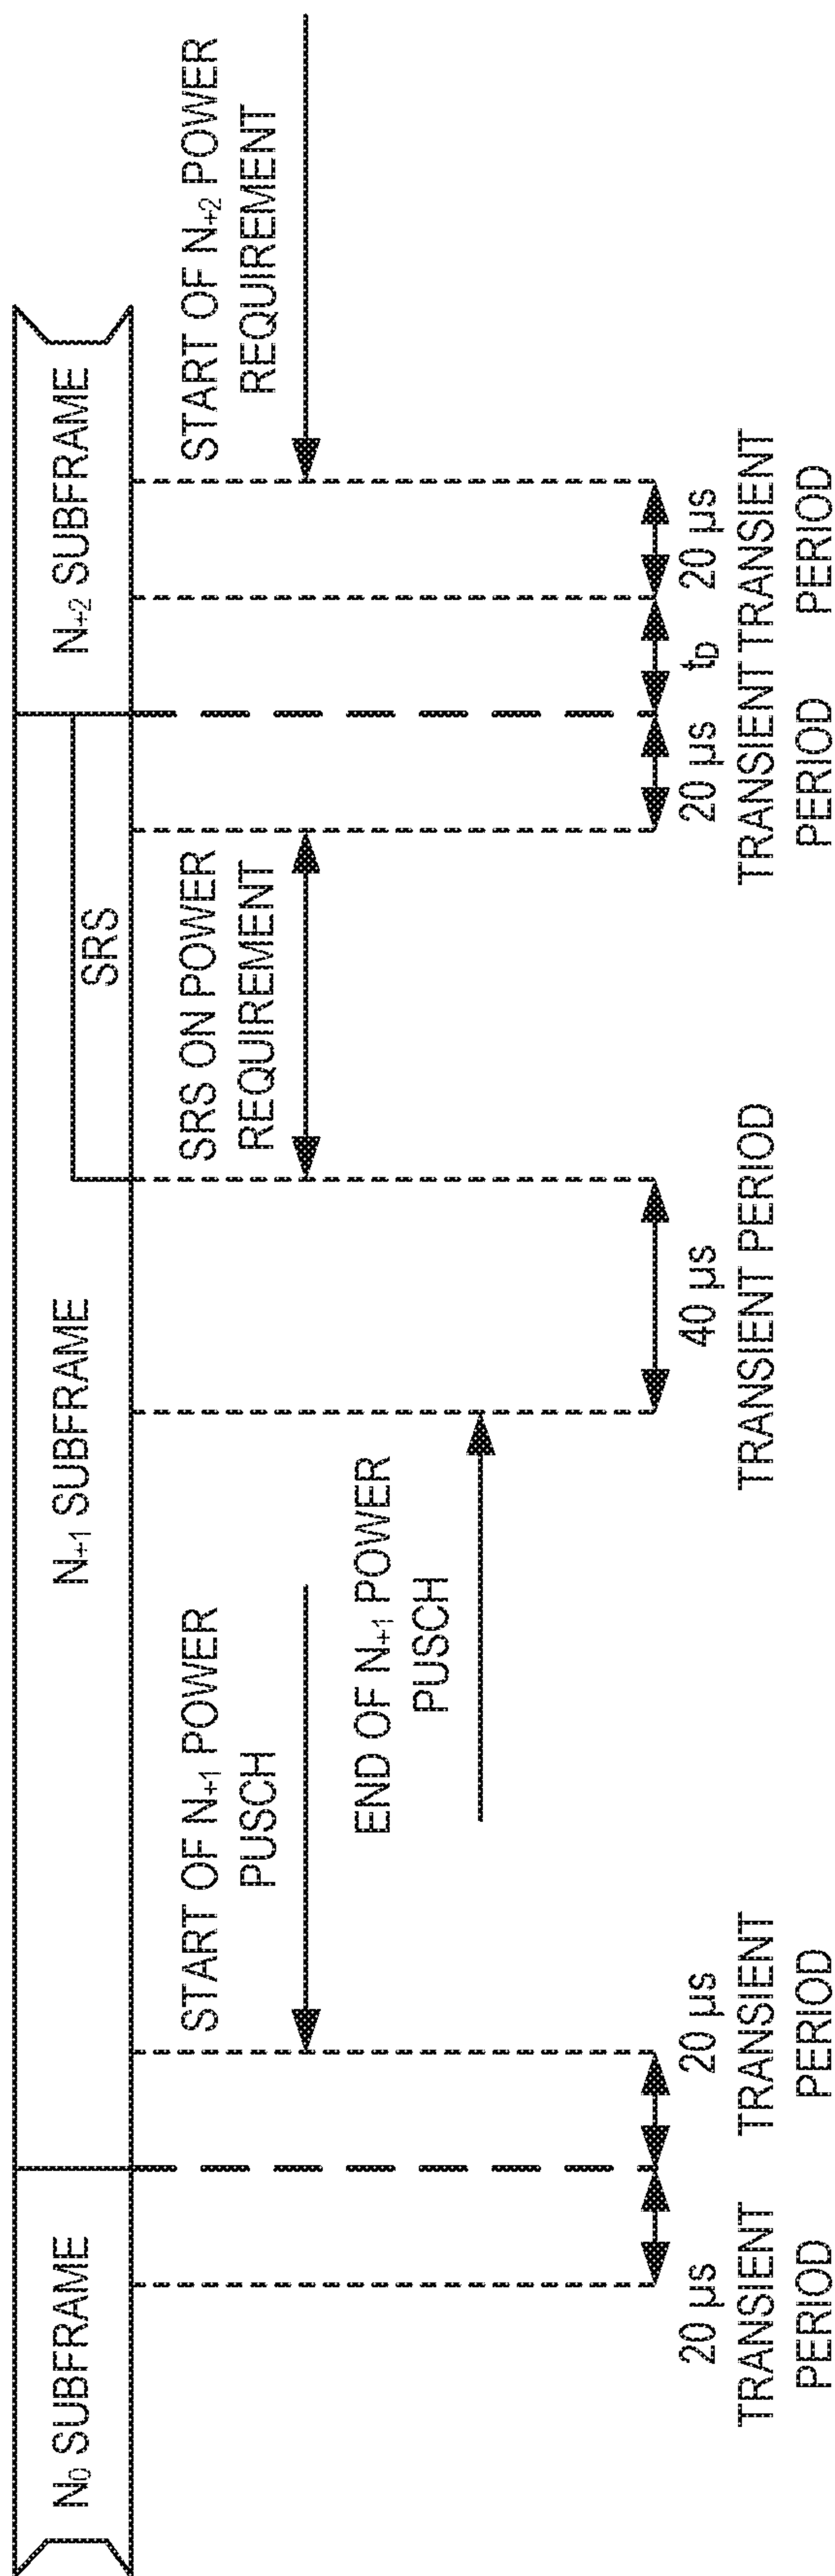 N₀ SUBFRAME
N₊₁ SUBFRAME
SRS
N₊₂ SUBFRAME
START OF N₊₁ POWER
PUSCH
END OF N₊₁ POWER
PUSCH
SRS ON POWER
REQUIREMENT
START OF N₊₂ POWER
REQUIREMENT
20 µs
TRANSIENT
PERIOD
20 µs
TRANSIENT
PERIOD
40 µs
TRANSIENT PERIOD
20 µs
TRANSIENT
PERIOD
t_D
20 µs
TRANSIENT
PERIOD